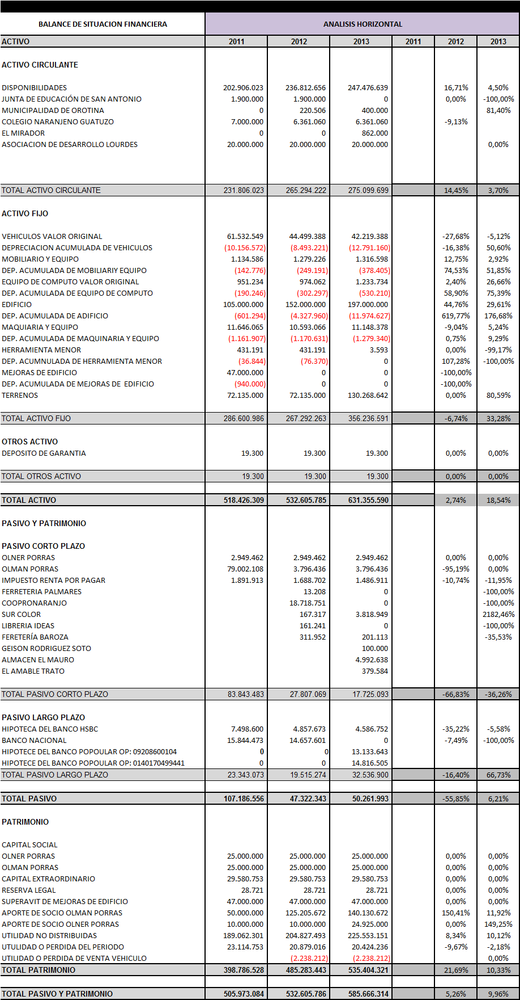 BALANCE DE SITUACION FINANCIERA ANALISIS HORIZONTAL
ACTIVO 2011 2012 2013 2011 2012 2013
ACTIVO CIRCULANTE
DISPONIBILIDADES 202.906.023 236.812.656 247.476.639 16,71% 4,50%
JUNTA DE EDUCACIÓN DE SAN ANTONIO 1.900.000 1.900.000 0 0,00% -100,00%
MUNICIPALIDAD DE OROTINA 0 220.506 400.000 81,40%
COLEGIO NARANJENO GUATUZO 7.000.000 6.361.060 6.361.060 -9,13%
EL MIRADOR 0 0 862.000
ASOCIACION DE DESARROLLO LOURDES 20.000.000 20.000.000 20.000.000 0,00%
TOTAL ACTIVO CIRCULANTE 231.806.023 265.294.222 275.099.699 14,45% 3,70%
ACTIVO FIJO
VEHICULOS VALOR ORIGINAL 61.532.549 44.499.388 42.219.388 -27,68% -5,12%
DEPRECIACION ACUMULADA DE VEHICULOS (10.156.572) (8.493.221) (12.791.160) -16,38% 50,60%
MOBILIARIO Y EQUIPO 1.134.586 1.279.226 1.316.598 12,75% 2,92%
DEP. ACUMULADA DE MOBILIARIY EQUIPO (142.776) (249.191) (378.405) 74,53% 51,85%
EQUIPO DE COMPUTO VALOR ORIGINAL 951.234 974.062 1.233.734 2,40% 26,66%
DEP. ACUMULADA DE EQUIPO DE COMPUTO (190.246) (302.297) (530.210) 58,90% 75,39%
EDIFICIO 105.000.000 152.000.000 197.000.000 44,76% 29,61%
DEP. ACUMULADA DE ADIFICIO (601.294) (4.327.960) (11.974.627) 619,77% 176,68%
MAQUIARIA Y EQUIPO 11.646.065 10.593.066 11.148.378 -9,04% 5,24%
DEP. ACUMULADA DE MAQUINARIA Y EQUIPO (1.161.907) (1.170.631) (1.279.340) 0,75% 9,29%
HERRAMIENTA MENOR 431.191 431.191 3.593 0,00% -99,17%
DEP. ACUMNULADA DE HERRAMIENTA MENOR (36.844) (76.370) 0 107,28% -100,00%
MEJORAS DE EDIFICIO 47.000.000 0 0 -100,00%
DEP. ACUMULADA DE MEJORAS DE EDIFICIO (940.000) 0 0 -100,00%
TERRENOS 72.135.000 72.135.000 130.268.642 0,00% 80,59%
TOTAL ACTIVO FIJO 286.600.986 267.292.263 356.236.591 -6,74% 33,28%
OTROS ACTIVO
DEPOSITO DE GARANTIA 19.300 19.300 19.300 0,00% 0,00%
TOTAL OTROS ACTIVO 19.300 19.300 19.300 0,00% 0,00%
TOTAL ACTIVO 518.426.309 532.605.785 631.355.590 2,74% 18,54%
PASIVO Y PATRIMONIO
PASIVO CORTO PLAZO
OLNER PORRAS 2.949.462 2.949.462 2.949.462 0,00% 0,00%
OLMAN PORRAS 79.002.108 3.796.436 3.796.436 -95,19% 0,00%
IMPUESTO RENTA POR PAGAR 1.891.913 1.688.702 1.486.911 -10,74% -11,95%
FERRETERIA PALMARES 13.208 0 -100,00%
COOPRONARANJO 18.718.751 0 -100,00%
SUR COLOR 167.317 3.818.949 2182,46%
LIBRERIA IDEAS 161.241 0 -100,00%
FERETERÍA BAROZA 311.952 201.113 -35,53%
GEISON RODRIGUEZ SOTO 100.000
ALMACEN EL MAURO 4.992.638
EL AMABLE TRATO 379.584
TOTAL PASIVO CORTO PLAZO 83.843.483 27.807.069 17.725.093 -66,83% -36,26%
PASIVO LARGO PLAZO
HIPOTECA DEL BANCO HSBC 7.498.600 4.857.673 4.586.752 -35,22% -5,58%
BANCO NACIONAL 15.844.473 14.657.601 0 -7,49% -100,00%
HIPOTECE DEL BANCO POPOULAR OP: 09208600104 0 0 13.133.643
HIPOTECE DEL BANCO POPOULAR OP: 0140170499441 0 0 14.816.505
TOTAL PASIVO LARGO PLAZO 23.343.073 19.515.274 32.536.900 -16,40% 66,73%
TOTAL PASIVO 107.186.556 47.322.343 50.261.993 -55,85% 6,21%
PATRIMONIO
CAPITAL SOCIAL
OLNER PORRAS 25.000.000 25.000.000 25.000.000 0,00% 0,00%
OLMAN PORRAS 25.000.000 25.000.000 25.000.000 0,00% 0,00%
CAPITAL EXTRAORDINARIO 29.580.753 29.580.753 29.580.753 0,00% 0,00%
RESERVA LEGAL 28.721 28.721 28.721 0,00% 0,00%
SUPERAVIT DE MEJORAS DE EDIFICIO 47.000.000 47.000.000 47.000.000 0,00% 0,00%
APORTE DE SOCIO OLMAN PORRAS 50.000.000 125.205.672 140.130.672 150,41% 11,92%
APORTE DE SOCIO OLNER PORRAS 10.000.000 10.000.000 24.925.000 0,00% 149,25%
UTILIDAD NO DISTRIBUIDAS 189.062.301 204.827.493 225.553.151 8,34% 10,12%
UTULIDAD O PERDIDA DEL PERIODO 23.114.753 20.879.016 20.424.236 -9,67% -2,18%
UTILIDAD O PERDIDA DE VENTA VEHICULO (2.238.212) (2.238.212) 0,00%
TOTAL PATRIMONIO 398.786.528 485.283.443 535.404.321 21,69% 10,33%
TOTAL PASIVO Y PATRIMONIO 505.973.084 532.605.786 585.666.314 5,26% 9,96%